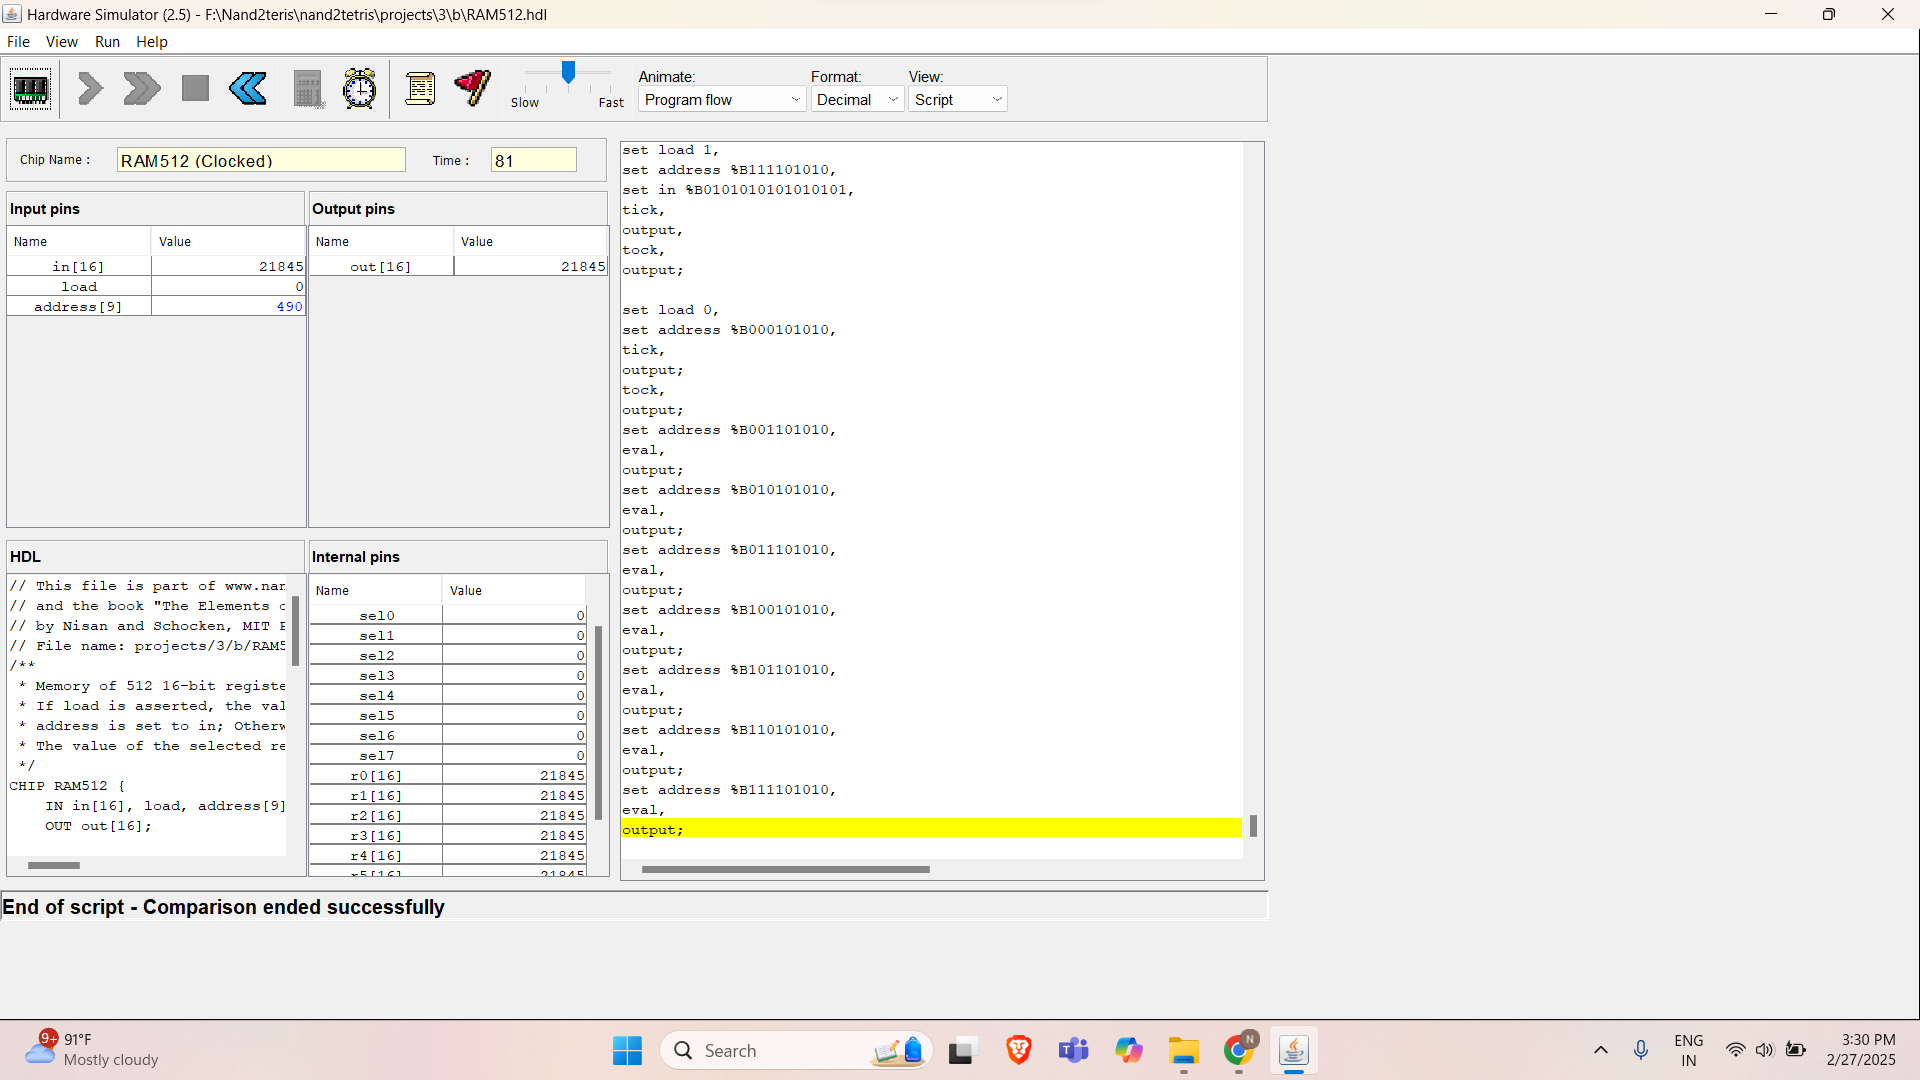 Hardware Simulator (2.5) - F:\Nand2teris\nand2tetris\projects\3\b\RAM512.hdl
File View Run Help
Slow Fast
Animate: Format: View:
Program flow Decimal Script
Chip Name : RAM512 (Clocked) Time : 81
Input pins
Name Value
in[16] 21845
load 0
address[9] 490
Output pins
Name Value
out[16] 21845
HDL
// This file is part of www.nan
// and the book "The Elements o
// by Nisan and Schocken, MIT P
// File name: projects/3/b/RAM5
/**
* Memory of 512 16-bit registe
* If load is asserted, the val
* address is set to in; Otherw
* The value of the selected re
*/
CHIP RAM512 {
IN in[16], load, address[9]
OUT out[16];
Internal pins
Name Value
sel0 0
sel1 0
sel2 0
sel3 0
sel4 0
sel5 0
sel6 0
sel7 0
r0[16] 21845
r1[16] 21845
r2[16] 21845
r3[16] 21845
r4[16] 21845
r5[16] 21845
set load 1,
set address %B111101010,
set in %B0101010101010101,
tick,
output,
tock,
output;
set load 0,
set address %B000101010,
tick,
output;
tock,
output;
set address %B001101010,
eval,
output;
set address %B010101010,
eval,
output;
set address %B011101010,
eval,
output;
set address %B100101010,
eval,
output;
set address %B101101010,
eval,
output;
set address %B110101010,
eval,
output;
set address %B111101010,
eval,
output;
End of script - Comparison ended successfully
9+
91°F
Mostly cloudy
Search
N
ENG
IN
3:30 PM
2/27/2025